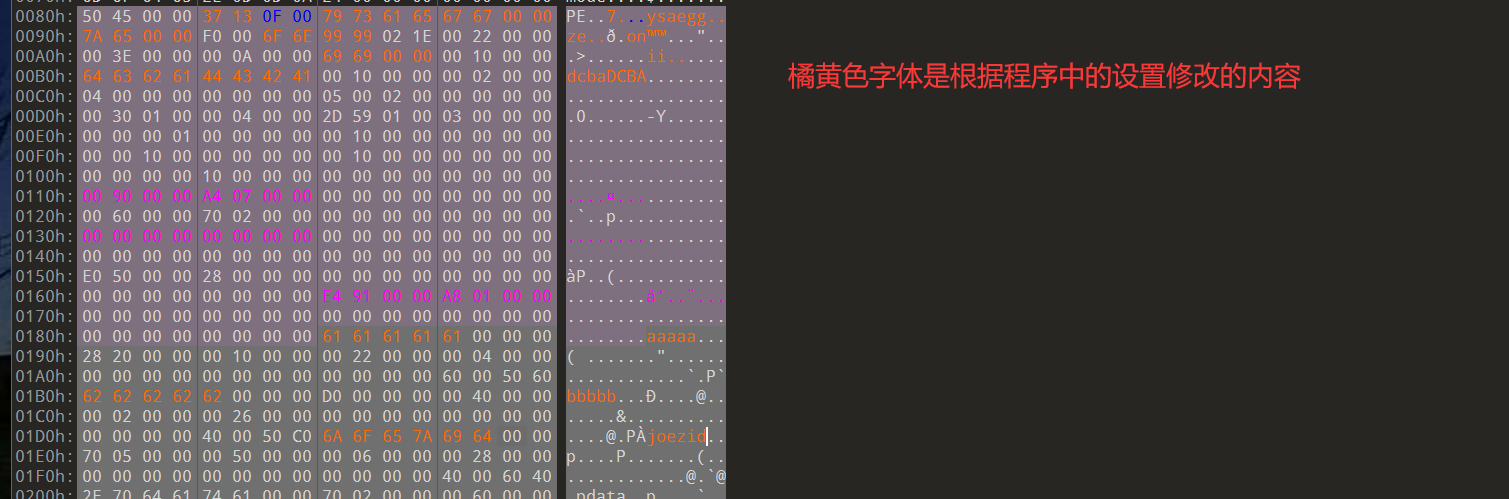 0080h: 50 45 00 00 37 13 0F 00 79 73 61 65 67 67 00 00 PE..7...ysaegg..
0090h: 7A 65 00 00 F0 00 6F 6E 99 99 02 1E 00 22 00 00 ze..ð.on™™..."..
00A0h: 00 3E 00 00 00 0A 00 00 69 69 00 00 00 10 00 00 .>......ii......
00B0h: 64 63 62 61 44 43 42 41 00 10 00 00 00 02 00 00 dcbaDCBA........
00C0h: 04 00 00 00 00 00 00 00 05 00 02 00 00 00 00 00 ................
00D0h: 00 30 01 00 00 04 00 00 2D 59 01 00 03 00 00 00 .0......-Y......
00E0h: 00 00 00 01 00 00 00 00 00 10 00 00 00 00 00 00 ................
00F0h: 00 00 10 00 00 00 00 00 00 10 00 00 00 00 00 00 ................
0100h: 00 00 00 00 10 00 00 00 00 00 00 00 00 00 00 00 ................
0110h: 00 90 00 00 A4 07 00 00 00 00 00 00 00 00 00 00 ....¤...........
0120h: 00 60 00 00 70 02 00 00 00 00 00 00 00 00 00 00 .`..p...........
0130h: 00 00 00 00 00 00 00 00 00 00 00 00 00 00 00 00 ................
0140h: 00 00 00 00 00 00 00 00 00 00 00 00 00 00 00 00 ................
0150h: E0 50 00 00 28 00 00 00 00 00 00 00 00 00 00 00 àP..(...........
0160h: 00 00 00 00 00 00 00 00 F4 91 00 00 A8 01 00 00 ........ô‘..¨...
0170h: 00 00 00 00 00 00 00 00 00 00 00 00 00 00 00 00 ................
0180h: 00 00 00 00 00 00 00 00 61 61 61 61 61 00 00 00 ........aaaaa...
0190h: 28 20 00 00 00 10 00 00 00 22 00 00 00 04 00 00 ( ......."......
01A0h: 00 00 00 00 00 00 00 00 00 00 00 00 60 00 50 60 ............`.P`
01B0h: 62 62 62 62 62 00 00 00 D0 00 00 00 00 40 00 00 bbbbb...Ð....@..
01C0h: 00 02 00 00 00 26 00 00 00 00 00 00 00 00 00 00 .....&..........
01D0h: 00 00 00 00 40 00 50 C0 6A 6F 65 7A 69 64 00 00 ....@.PÀjoezid..
01E0h: 70 05 00 00 00 50 00 00 00 06 00 00 00 28 00 00 p....P.......(..
01F0h: 00 00 00 00 00 00 00 00 00 00 00 00 40 00 60 40 ............@.`@
0200h: 2E 70 64 61 74 61 00 00 70 02 00 00 00 60 00 00 .pdata..p....`..
橘黄色字体是根据程序中的设置修改的内容